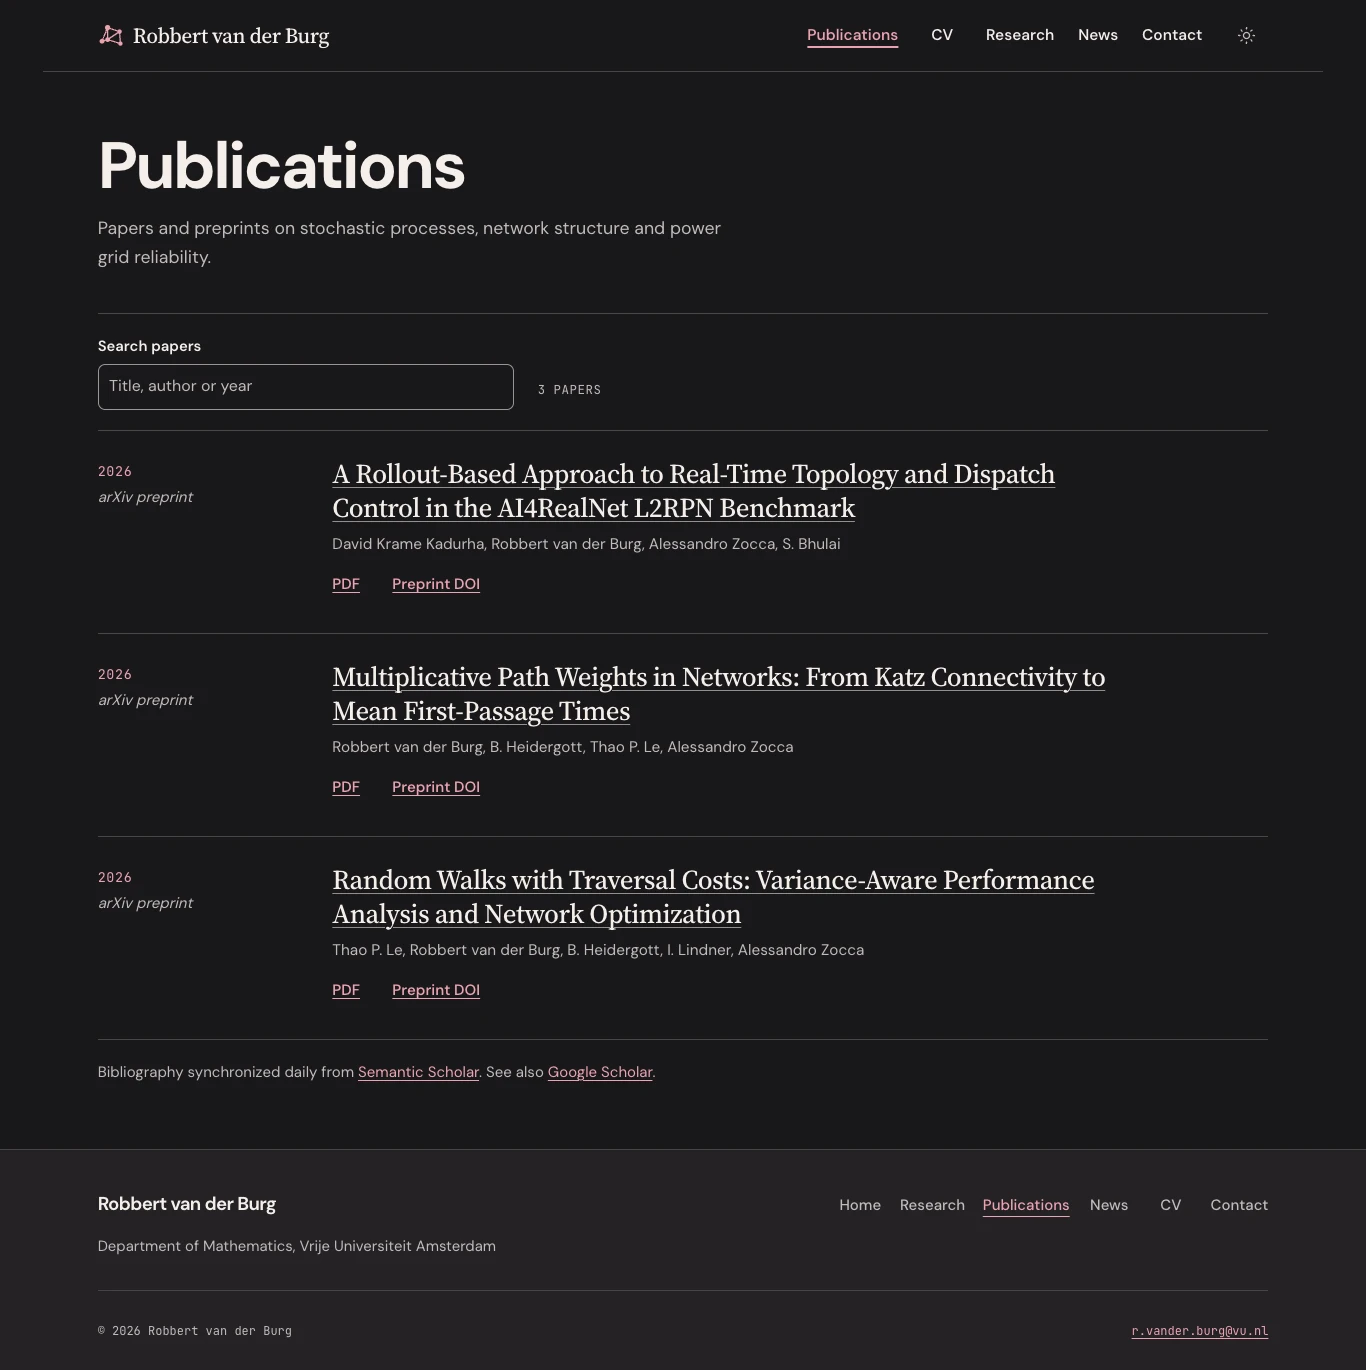 Robbert van der Burg
Publications CV Research News Contact
Publications
Papers and preprints on stochastic processes, network structure and power
grid reliability.
Search papers
Title, author or year
3 PAPERS
2026
arXiv preprint
A Rollout-Based Approach to Real-Time Topology and Dispatch
Control in the AI4RealNet L2RPN Benchmark
David Krame Kadurha, Robbert van der Burg, Alessandro Zocca, S. Bhulai
PDF Preprint DOI
2026
arXiv preprint
Multiplicative Path Weights in Networks: From Katz Connectivity to
Mean First-Passage Times
Robbert van der Burg, B. Heidergott, Thao P. Le, Alessandro Zocca
PDF Preprint DOI
2026
arXiv preprint
Random Walks with Traversal Costs: Variance-Aware Performance
Analysis and Network Optimization
Thao P. Le, Robbert van der Burg, B. Heidergott, I. Lindner, Alessandro Zocca
PDF Preprint DOI
Bibliography synchronized daily from Semantic Scholar. See also Google Scholar.
Robbert van der Burg
Home Research Publications News CV Contact
Department of Mathematics, Vrije Universiteit Amsterdam
© 2026 Robbert van der Burg
r.vander.burg@vu.nl